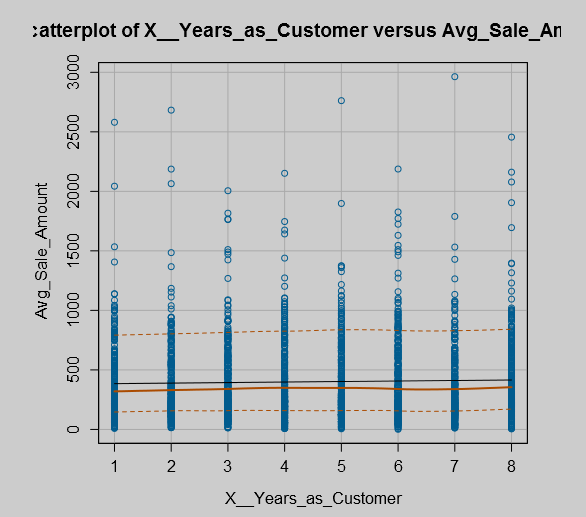 catterplot of X__Years_as_Customer versus Avg_Sale_An
3000
2500
2000
1500
1000
500
0
Avg_Sale_Amount
1 2 3 4 5 6 7 8
X__Years_as_Customer